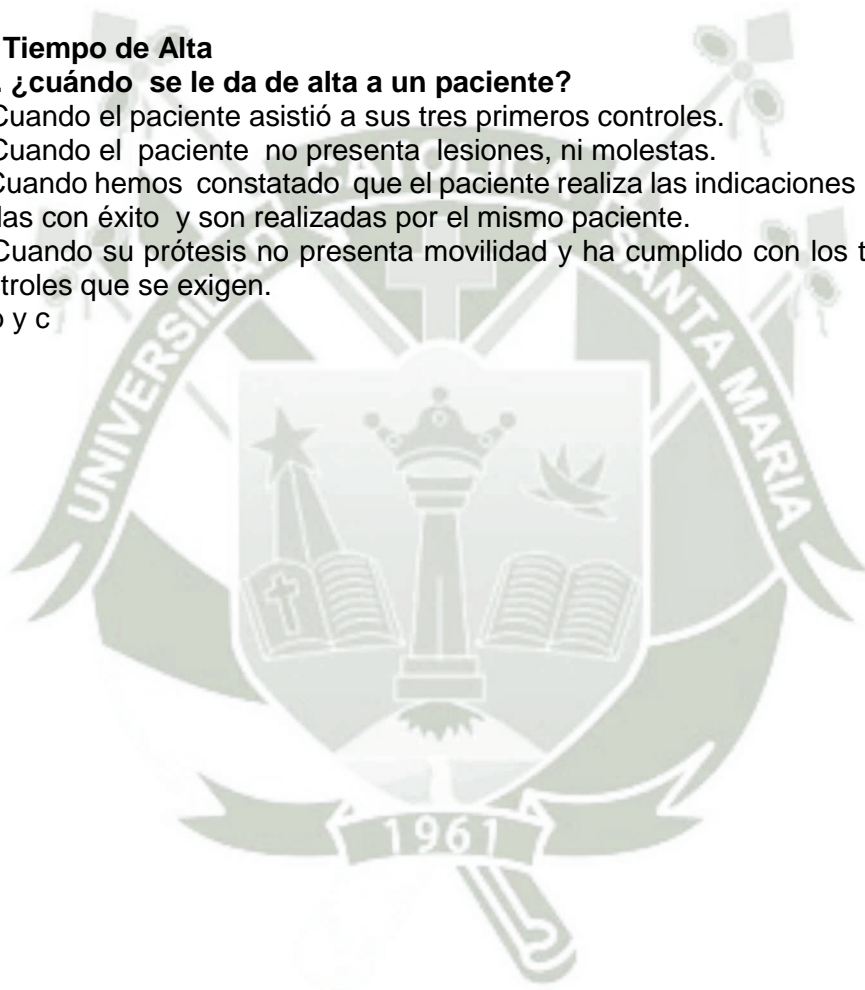 Tiempo de Alta
. ¿cuándo se le da de alta a un paciente?
Cuando el paciente asistió a sus tres primeros controles.
Cuando el paciente no presenta lesiones, ni molestas.
Cuando hemos constatado que el paciente realiza las indicaciones
das con éxito y son realizadas por el mismo paciente.
Cuando su prótesis no presenta movilidad y ha cumplido con los t
troles que se exigen.
b y c
UNIVERSIDAD CATOLICA SANTA MARIA
1961